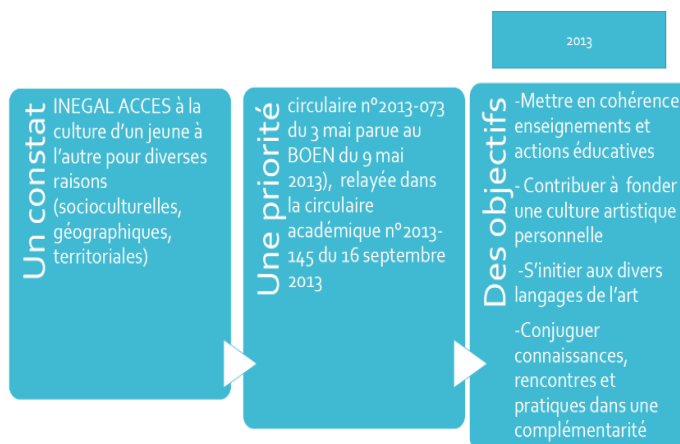 2013
Un constat
INEGAL ACCES à la
culture d'un jeune à
l'autre pour diverses
raisons
(socioculturelles,
géographiques,
territoriales)
Une priorité
circulaire n°2013-073
du 3 mai parue au
BOEN du 9 mai
2013), relayée dans
la circulaire
académique n°2013-
145 du 16 septembre
2013
Des objectifs
-Mettre en cohérence
enseignements et
actions éducatives
- Contribuer à fonder
une culture artistique
personnelle
-S'initier aux divers
langages de l'art
-Conjuguer
connaissances,
rencontres et
pratiques dans une
complémentarité